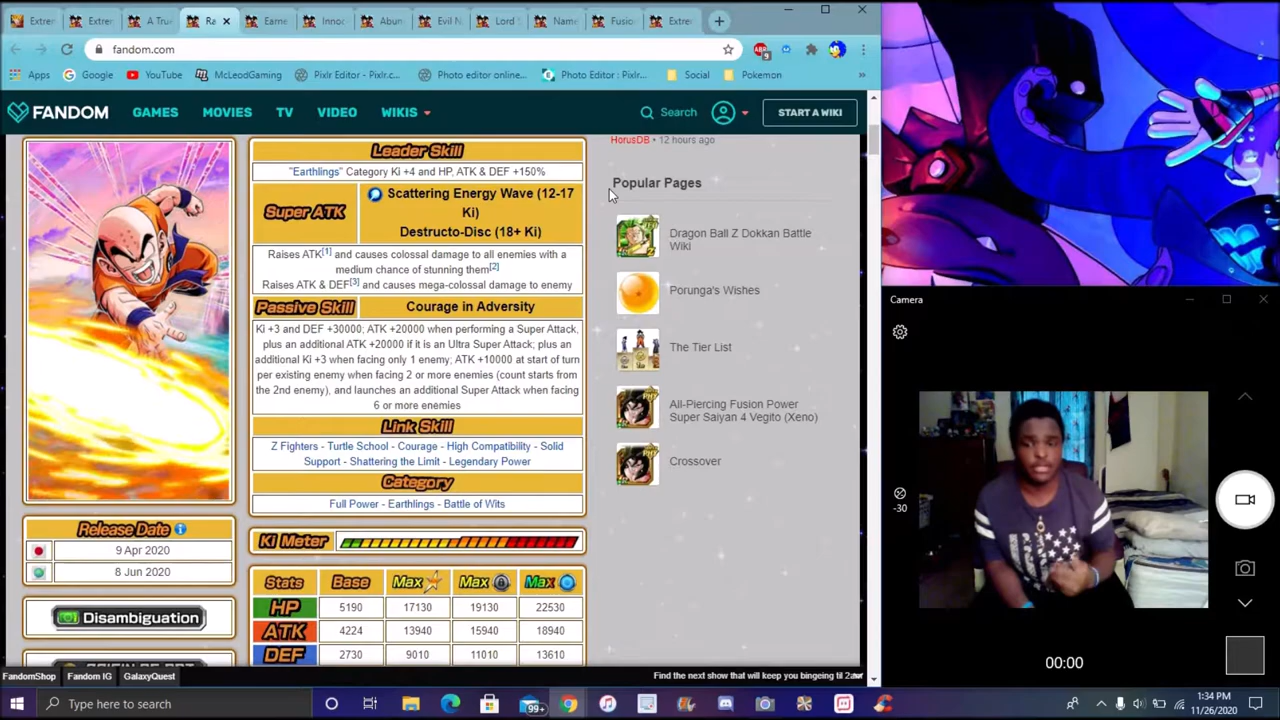 Extrem
Extrem
A True
Ra
Earne
Innoc
Abun
Evil N
Lord
Name
Fusio
Extre
fandom.com
Apps
Google
YouTube
McLeodGaming
Pixlr Editor - Pixlr.c...
Photo editor online...
Photo Editor : Pixlr...
Social
Pokemon
»
FANDOM
GAMES
MOVIES
TV
VIDEO
WIKIS
Search
START A WIKI
Leader Skill
"Earthlings" Category Ki +4 and HP, ATK & DEF +150%
Super ATK
Scattering Energy Wave (12-17
Ki)
Destructo-Disc (18+ Ki)
Raises ATK[1] and causes colossal damage to all enemies with a
medium chance of stunning them[2]
Raises ATK & DEF[3] and causes mega-colossal damage to enemy
Passive Skill
Courage in Adversity
Ki +3 and DEF +30000; ATK +20000 when performing a Super Attack,
plus an additional ATK +20000 if it is an Ultra Super Attack; plus an
additional Ki +3 when facing only 1 enemy; ATK +10000 at start of turn
per existing enemy when facing 2 or more enemies (count starts from
the 2nd enemy), and launches an additional Super Attack when facing
6 or more enemies
Link Skill
Z Fighters - Turtle School - Courage - High Compatibility - Solid
Support - Shattering the Limit - Legendary Power
Category
Full Power - Earthlings - Battle of Wits
Release Date
9 Apr 2020
8 Jun 2020
Disambiguation
Ki Meter
Stats Base Max Max Max
HP 5190 17130 19130 22530
ATK 4224 13940 15940 18940
DEF 2730 9010 11010 13610
HorusDB • 12 hours ago
Popular Pages
Dragon Ball Z Dokkan Battle
Wiki
Porunga's Wishes
The Tier List
All-Piercing Fusion Power
Super Saiyan 4 Vegito (Xeno)
Crossover
FandomShop
Fandom IG
GalaxyQuest
Find the next show that will keep you bingeing til 2am
Camera
-30
00:00
Type here to search
99+
1:34 PM
11/26/2020